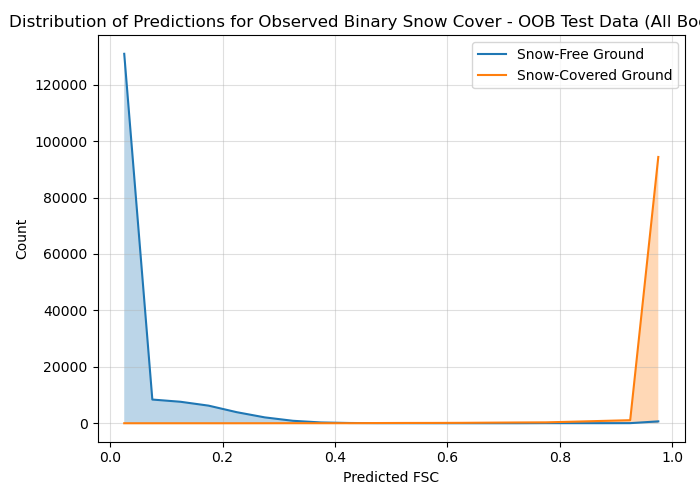 Distribution of Predictions for Observed Binary Snow Cover - OOB Test Data (All
Snow-Free Ground
Snow-Covered Ground
120000
100000
80000
60000
40000
20000
0
Count
0.0 0.2 0.4 0.6 0.8 1.0
Predicted FSC